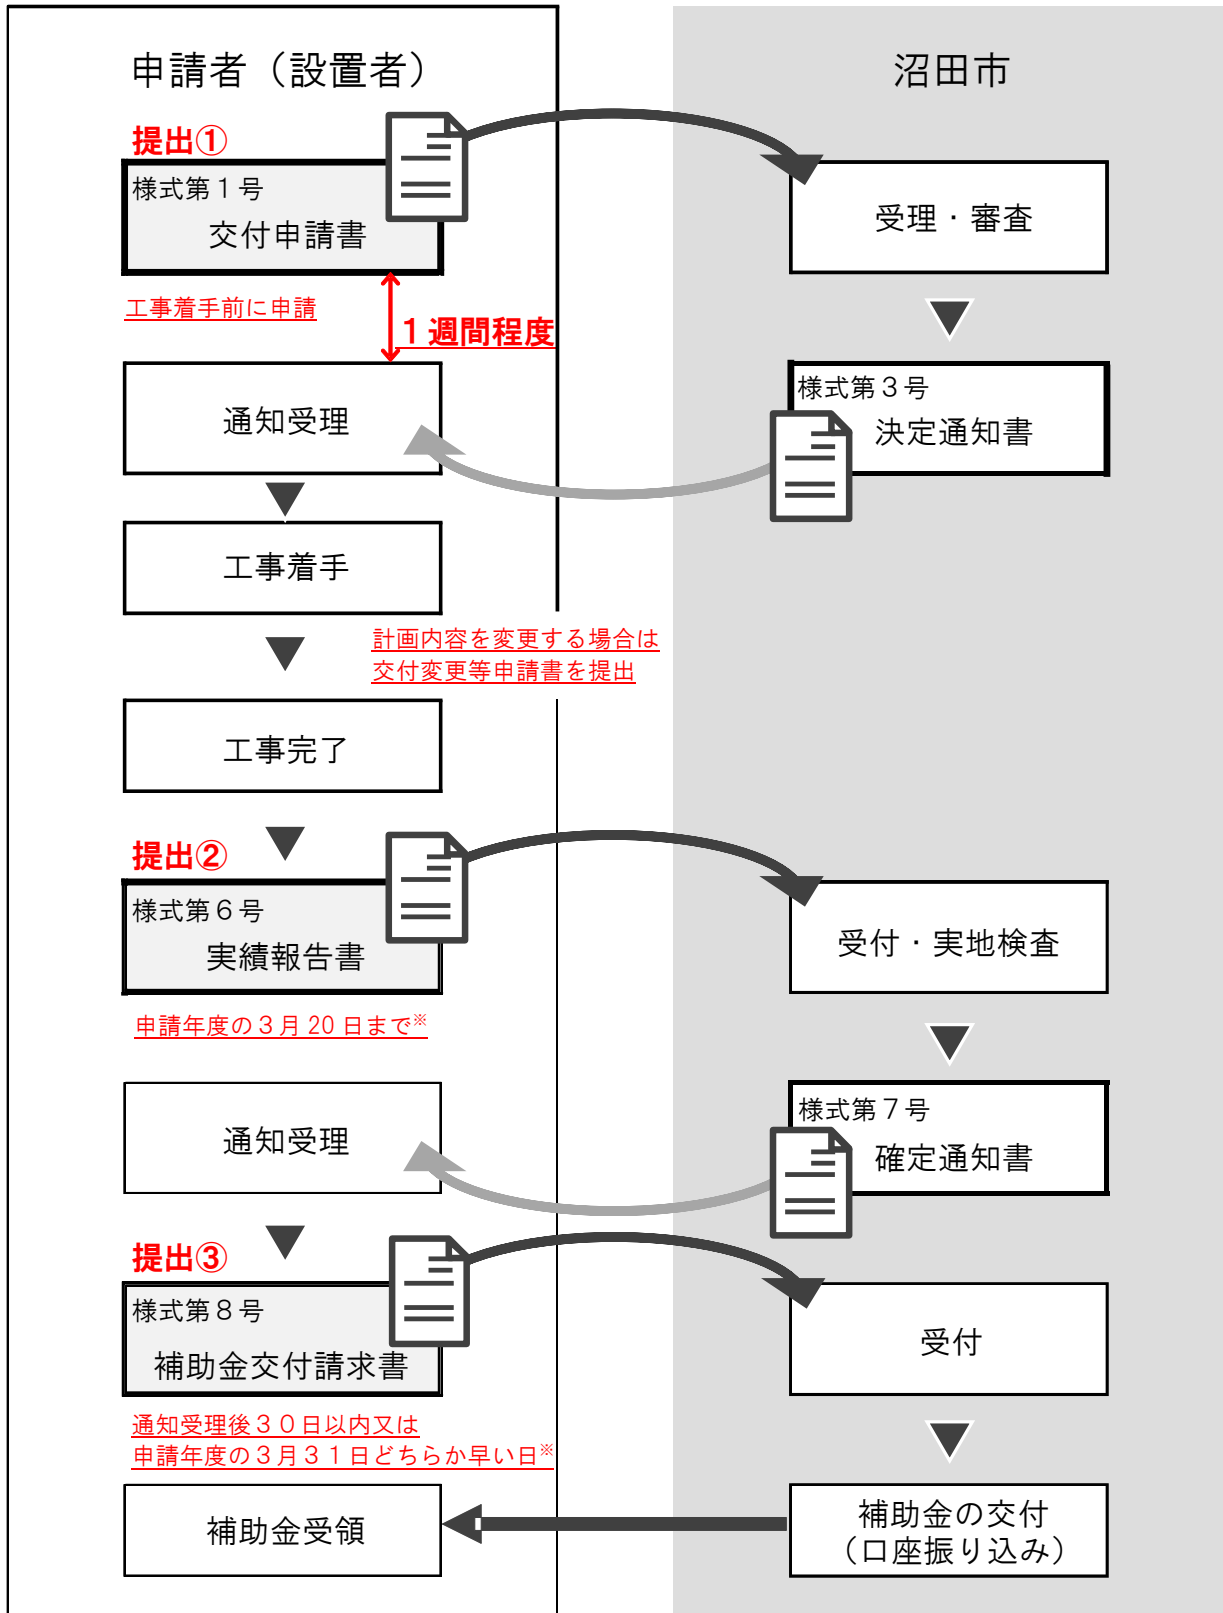 申請者（設置者）
沼田市
提出①
様式第１号
交付申請書
受理・審査
工事着手前に申請
１週間程度
様式第３号
決定通知書
通知受理
工事着手
計画内容を変更する場合は
交付変更等申請書を提出
工事完了
提出②
様式第６号
実績報告書
受付・実地検査
申請年度の３月20日まで※
様式第７号
確定通知書
通知受理
提出③
様式第８号
補助金交付請求書
受付
通知受理後３０日以内又は
申請年度の３月３１日どちらか早い日※
補助金受領
補助金の交付
（口座振り込み）